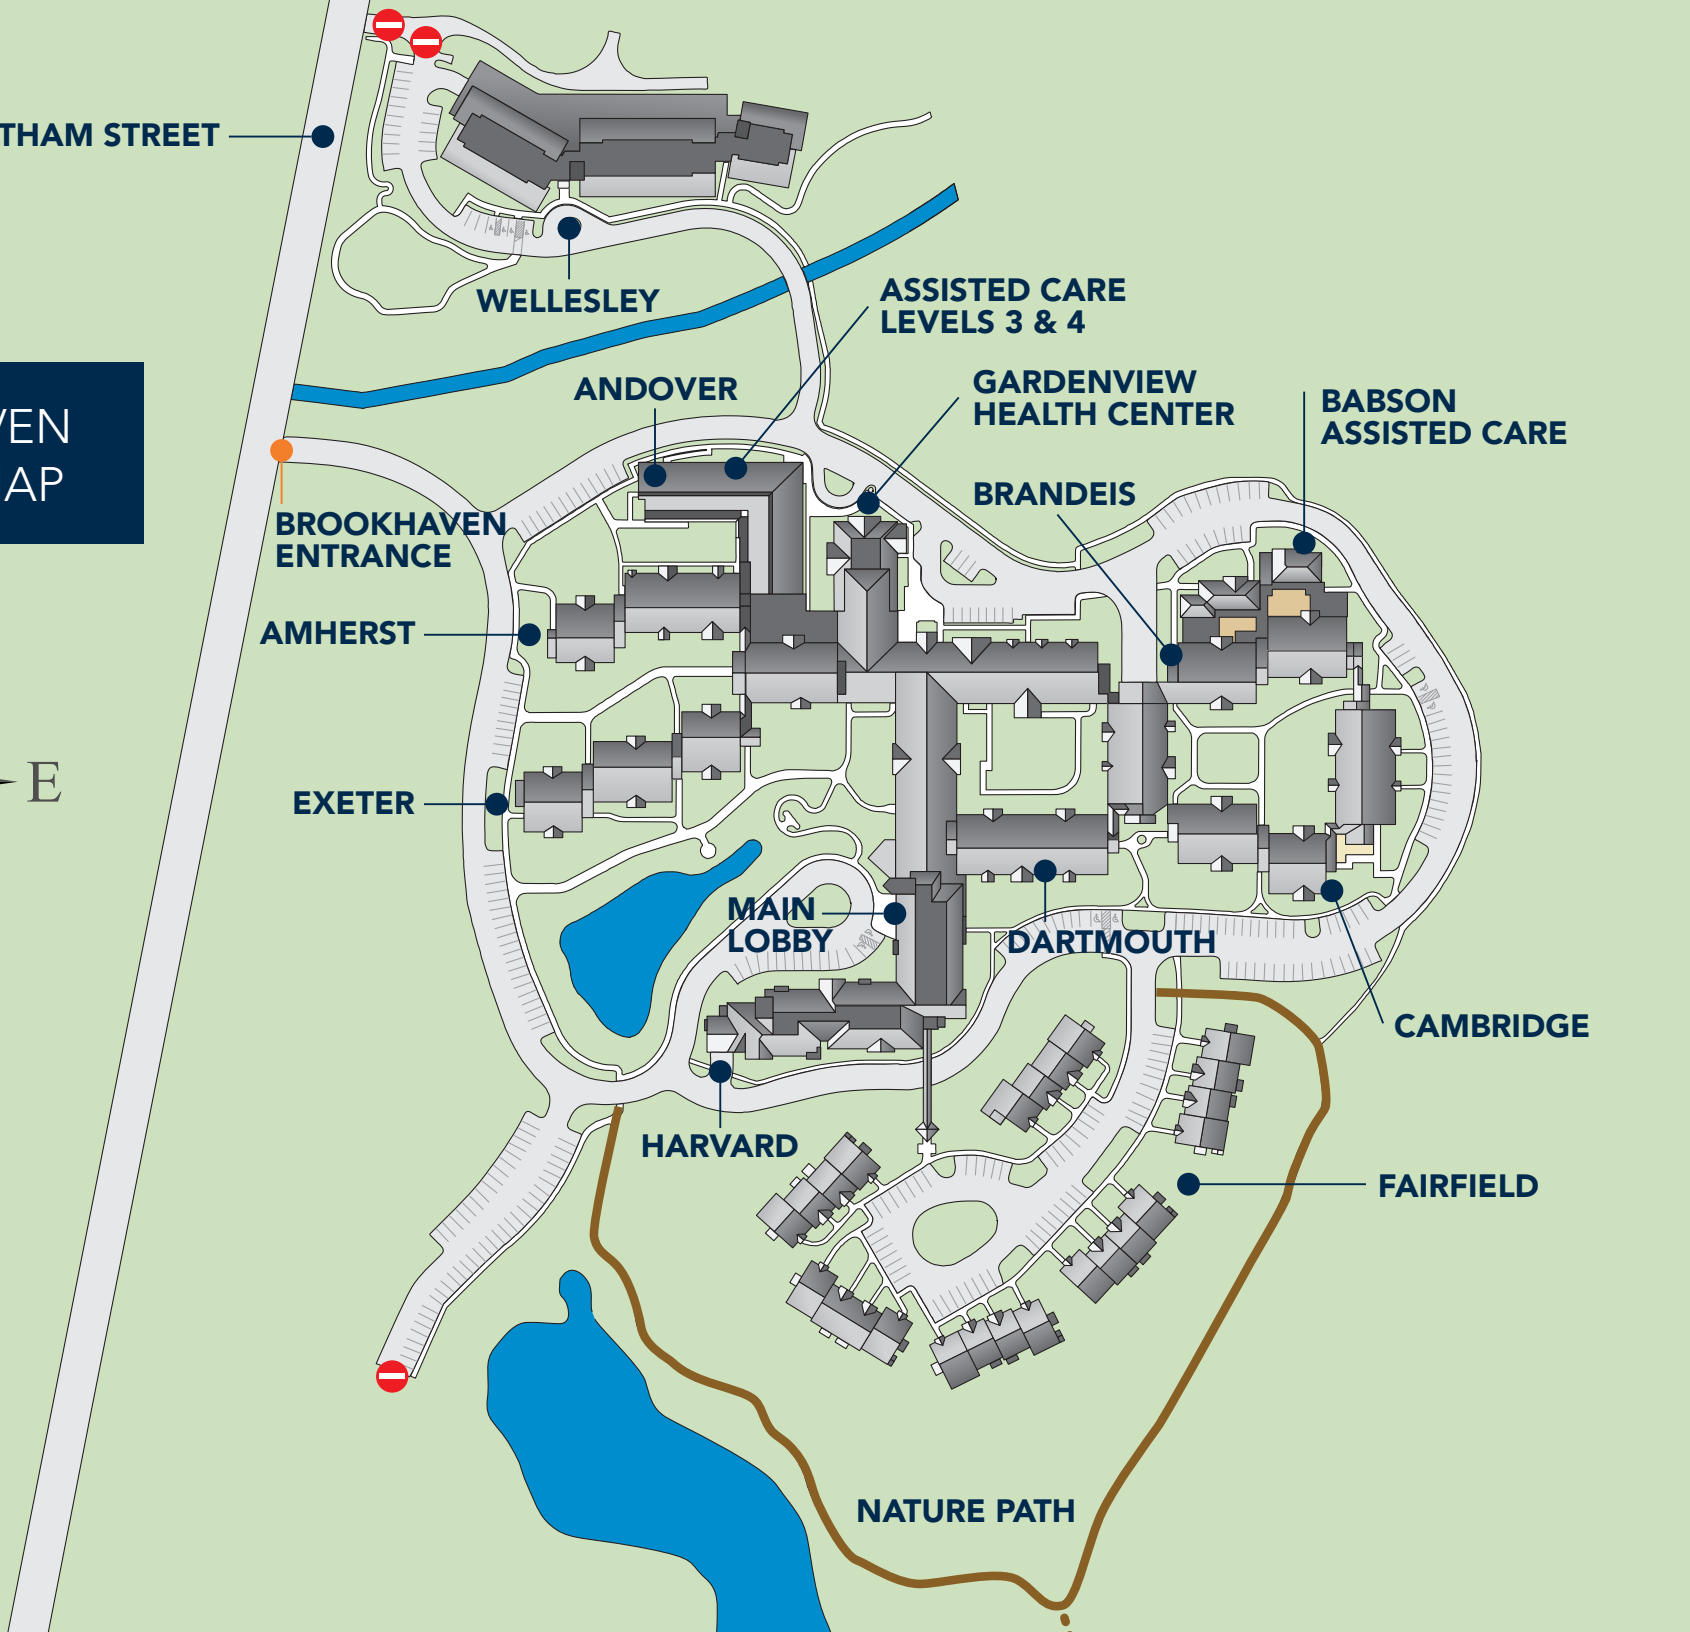 THAM STREET
WELLESLEY
ASSISTED CARE
LEVELS 3 & 4
ANDOVER
GARDENVIEW
HEALTH CENTER
BABSON
ASSISTED CARE
VEN
MAP
BRANDEIS
BROOKHAVEN
ENTRANCE
AMHERST
E
EXETER
MAIN
LOBBY
DARTMOUTH
CAMBRIDGE
HARVARD
FAIRFIELD
NATURE PATH